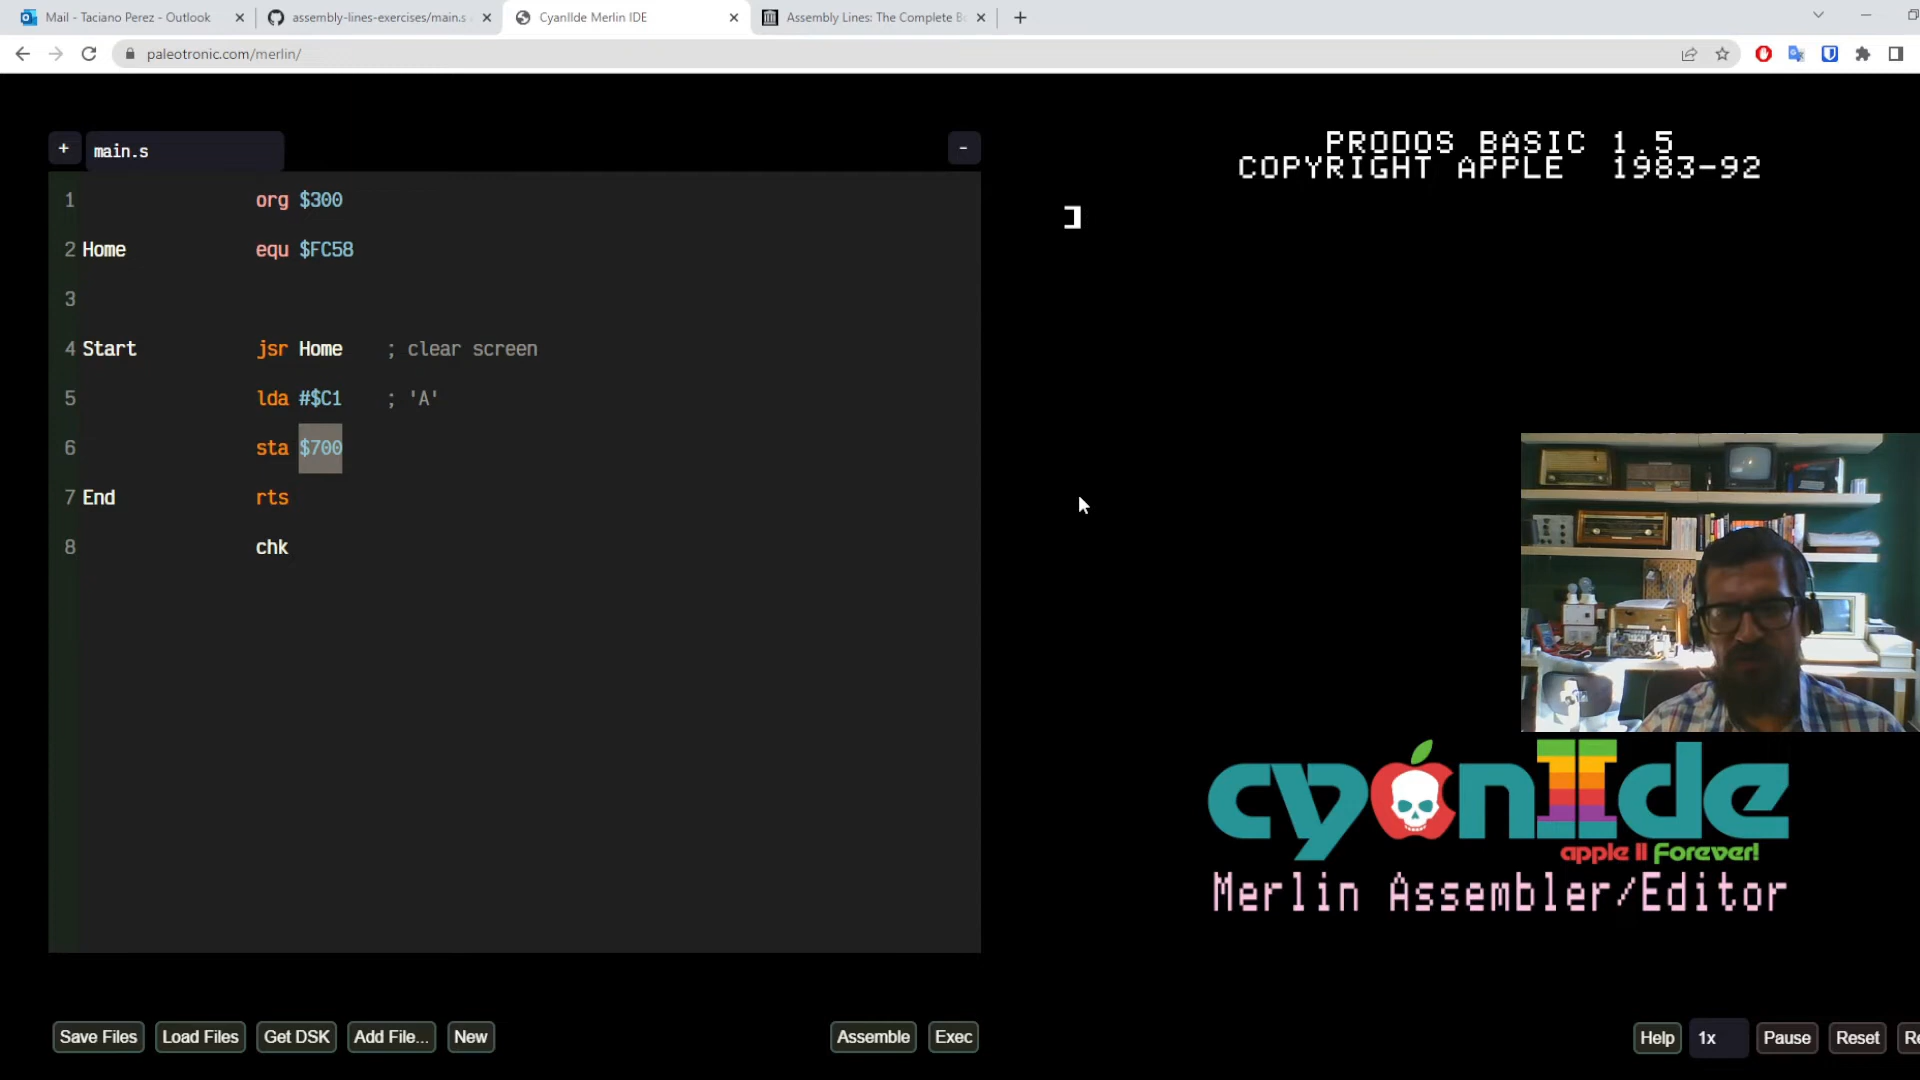 Mail - Taciano Perez - Outlook
assembly-lines-exercises/main.s
CyanIIde Merlin IDE
Assembly Lines: The Complete Bo
paleotronic.com/merlin/
+ main.s -
1 org $300
2 Home equ $FC58
3
4 Start jsr Home ; clear screen
5 lda #$C1 ; 'A'
6 sta $700
7 End rts
8 chk
PRODOS BASIC 1.5
COPYRIGHT APPLE 1983-92
]
cyanIIde
apple II Forever!
Merlin Assembler/Editor
Save Files Load Files Get DSK Add File... New Assemble Exec
Help 1x Pause Reset Re